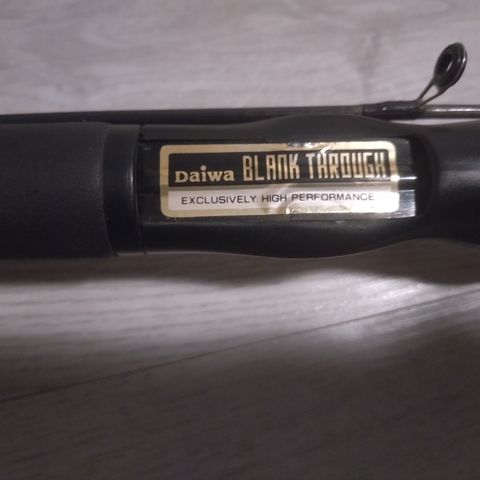 Daiwa BLANK THROUGH
EXCLUSIVELY HIGH PERFORMANCE